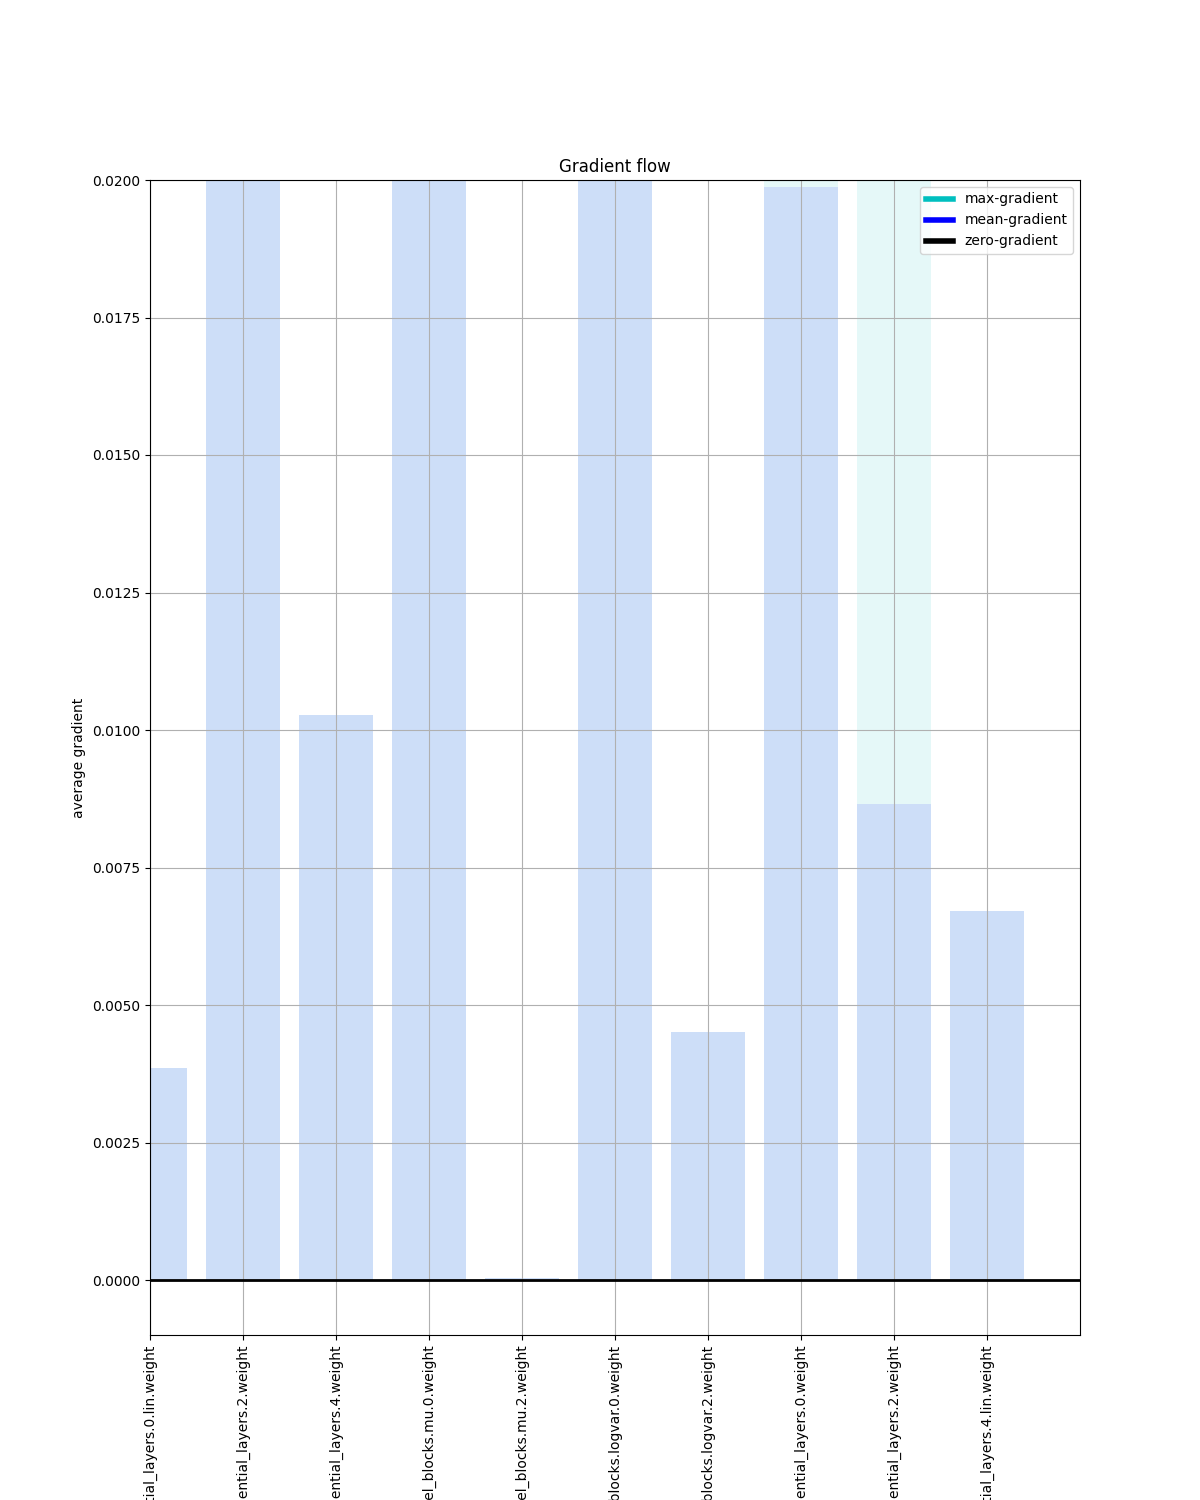 Gradient flow
max-gradient
mean-gradient
zero-gradient
average gradient
0.0200
0.0175
0.0150
0.0125
0.0100
0.0075
0.0050
0.0025
0.0000
tial_layers.0.lin.weight
ential_layers.2.weight
ential_layers.4.weight
el_blocks.mu.0.weight
el_blocks.mu.2.weight
blocks.logvar.0.weight
blocks.logvar.2.weight
ential_layers.0.weight
ential_layers.2.weight
tial_layers.4.lin.weight